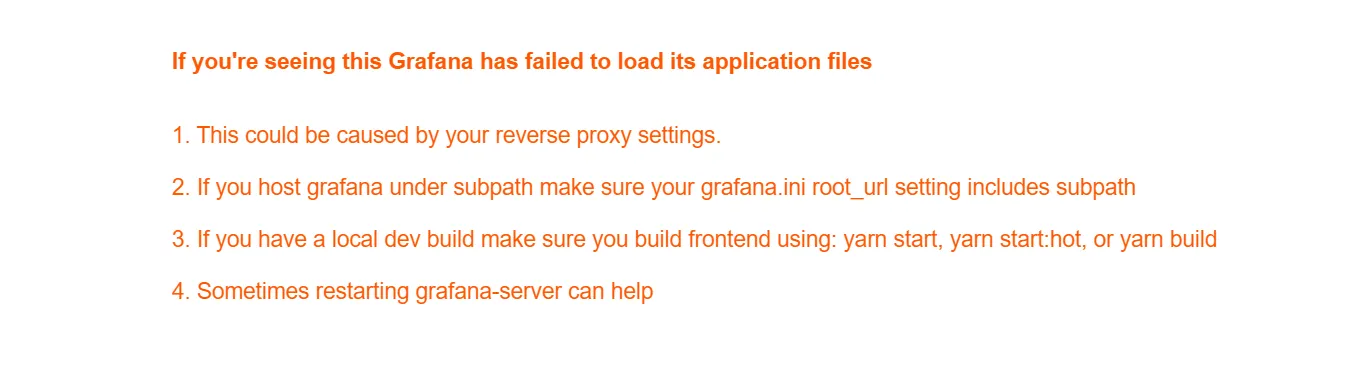 If you're seeing this Grafana has failed to load its application files
1. This could be caused by your reverse proxy settings.
2. If you host grafana under subpath make sure your grafana.ini root_url setting includes subpath
3. If you have a local dev build make sure you build frontend using: yarn start, yarn start:hot, or yarn build
4. Sometimes restarting grafana-server can help